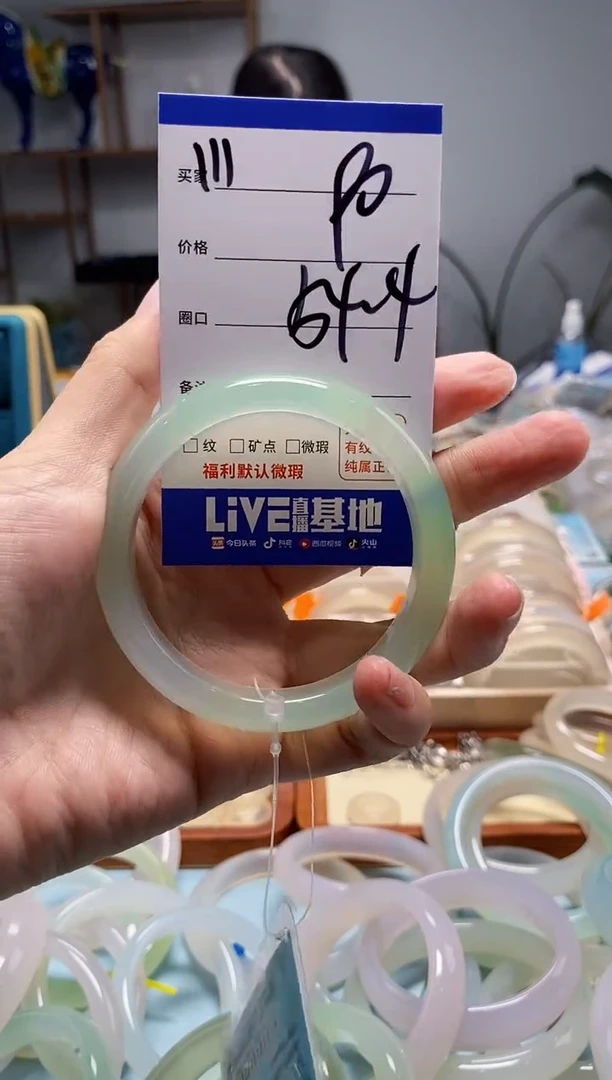 买家
价格
圈口 54.4
□纹 □矿点 □微瑕
福利默认微瑕
有纹
纯属正
LiVE直播基地
今日头条 抖音 西瓜视频 火山